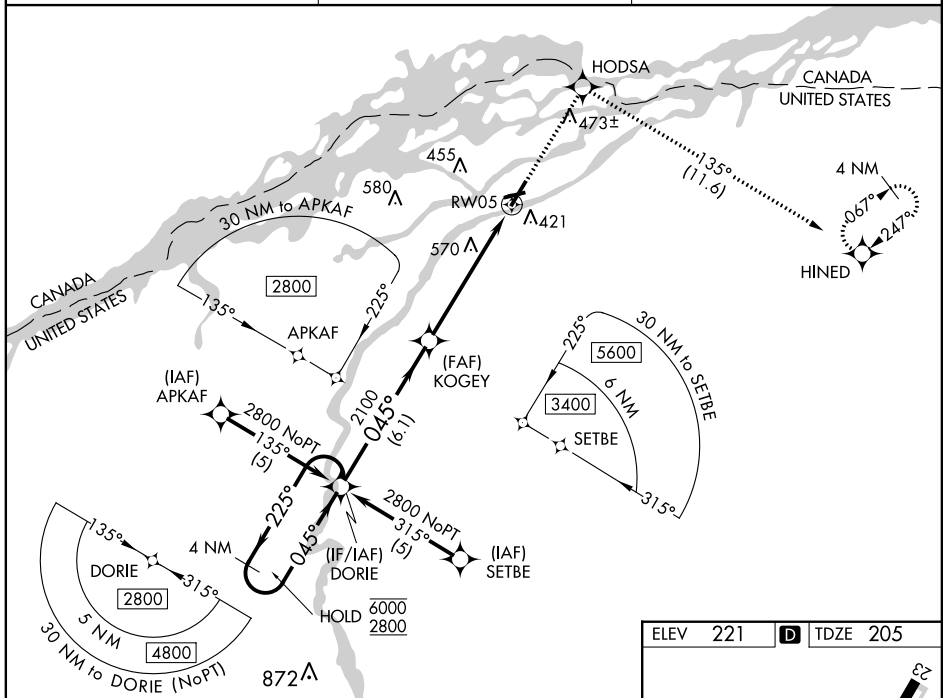 HODSA
CANADA
UNITED STATES
473±
455
580
135°
(11.6)
4 NM
067°
247°
HINED
RW05
421
570
30 NM to APKAF
2800
135°
225°
APKAF
CANADA
UNITED STATES
(FAF)
KOGEY
225°
5600
30 NM to SETBE
3400
6 NM
SETBE
315°
(IAF)
APKAF
2800 NoPT
135°
(5)
2100
045°
(6.1)
225°
045°
4 NM
2800 NoPT
315°
(5)
(IF/IAF)
DORIE
(IAF)
SETBE
HOLD 6000
2800
135°
DORIE
315°
2800
5 NM
4800
30 NM to DORIE (NoPT)
872
ELEV 221 D TDZE 205
23